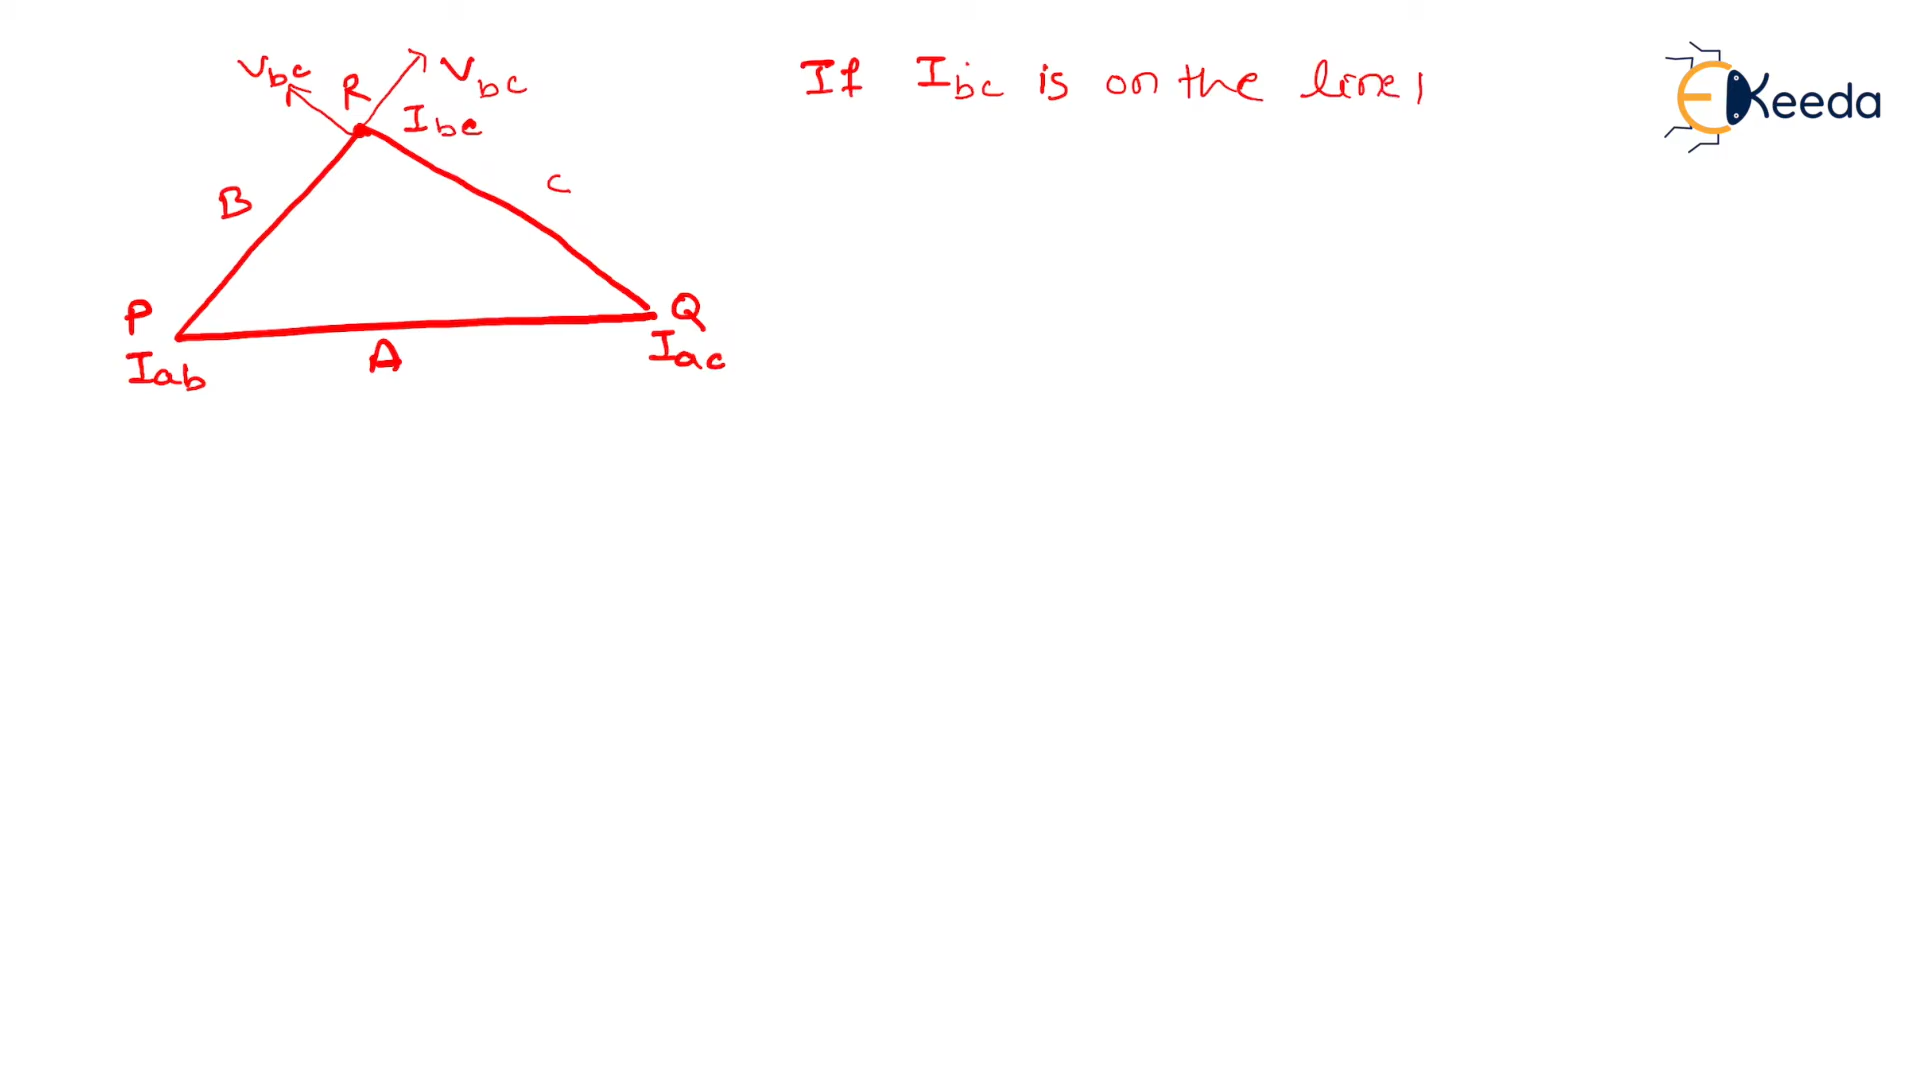 If Ibc is on the line,
Keeda
Vbc
R
Vbc
Ibc
B
C
P
Q
Iab
A
Iac